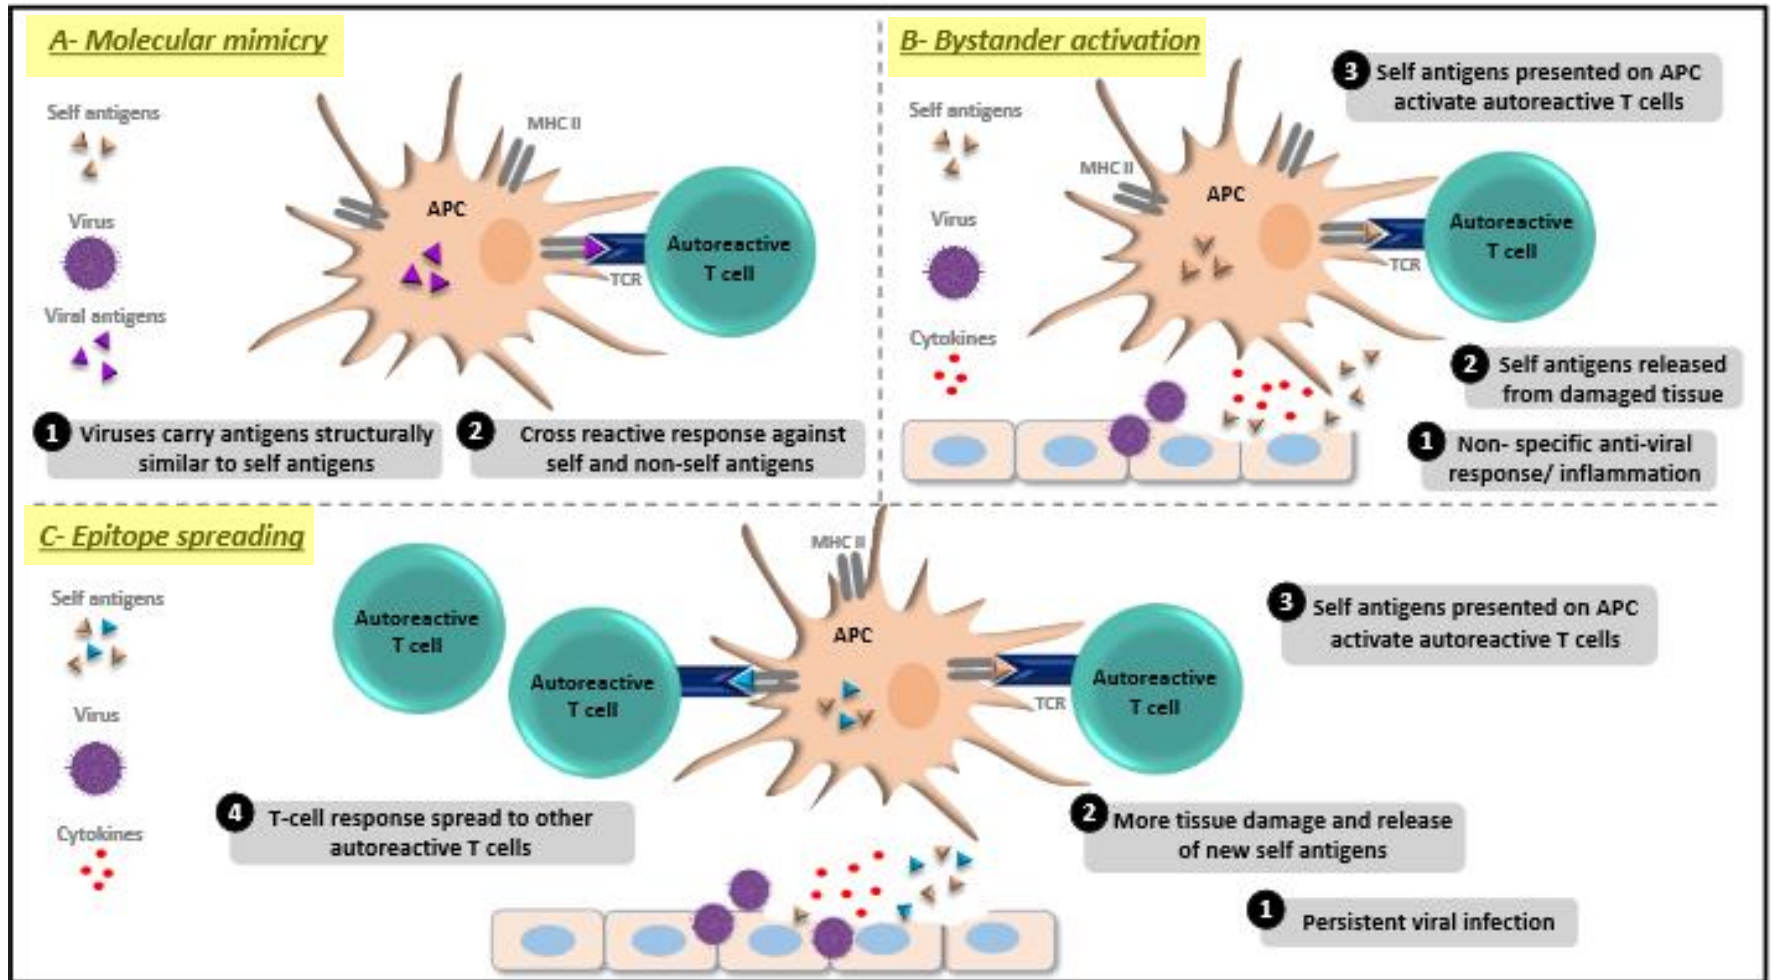 A- Molecular mimicry
Self antigens
Virus
Viral antigens
MHC II
APC
TCR
Autoreactive
T cell
1 Viruses carry antigens structurally
similar to self antigens
2 Cross reactive response against
self and non-self antigens
B- Bystander activation
Self antigens
Virus
Cytokines
MHC II
APC
TCR
Autoreactive
T cell
3 Self antigens presented on APC
activate autoreactive T cells
2 Self antigens released
from damaged tissue
1 Non- specific anti-viral
response/ inflammation
C- Epitope spreading
Self antigens
Virus
Cytokines
Autoreactive
T cell
Autoreactive
T cell
MHC II
APC
TCR
Autoreactive
T cell
3 Self antigens presented on APC
activate autoreactive T cells
4 T-cell response spread to other
autoreactive T cells
2 More tissue damage and release
of new self antigens
1 Persistent viral infection